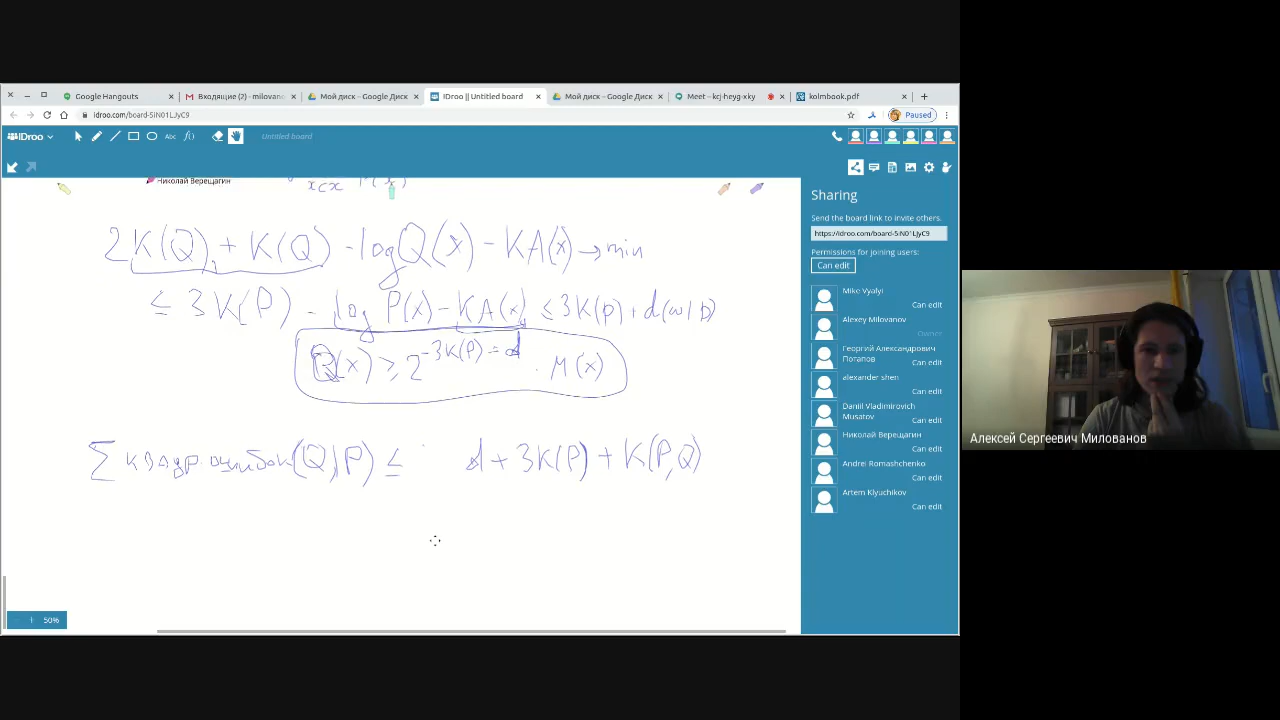 Google Hangouts
Входящие (2) - milovano
Мой диск – Google Диск
IDroo || Untitled board
Мой диск – Google Диск
Meet – kcj-heyg-xky
kolmbook.pdf
idroo.com/board-5iN01LJyC9
Paused
IDroo
Abc
f()
Untitled board
Николай Верещагин
2K(Q) + K(Q) - log Q(x) - KA(x) → min
≤ 3K(P) - log P(x) - KA(x) ≤ 3K(p) + d(w|p)
Q(x) ≥ 2^{-3K(P) = d} · M(x)
∑ квадр. ошибок(Q,P) ≤ d + 3K(P) + K(P,Q)
50%
Sharing
Send the board link to invite others.
https://idroo.com/board-5iN01LJyC9
Permissions for joining users:
Can edit
Mike Vyalyi
Can edit
Alexey Milovanov
Owner
Георгий Александрович
Потапов
Can edit
alexander shen
Can edit
Daniil Vladimirovich
Musatov
Can edit
Николай Верещагин
Can edit
Andrei Romashchenko
Can edit
Artem Klyuchikov
Can edit
Алексей Сергеевич Милованов